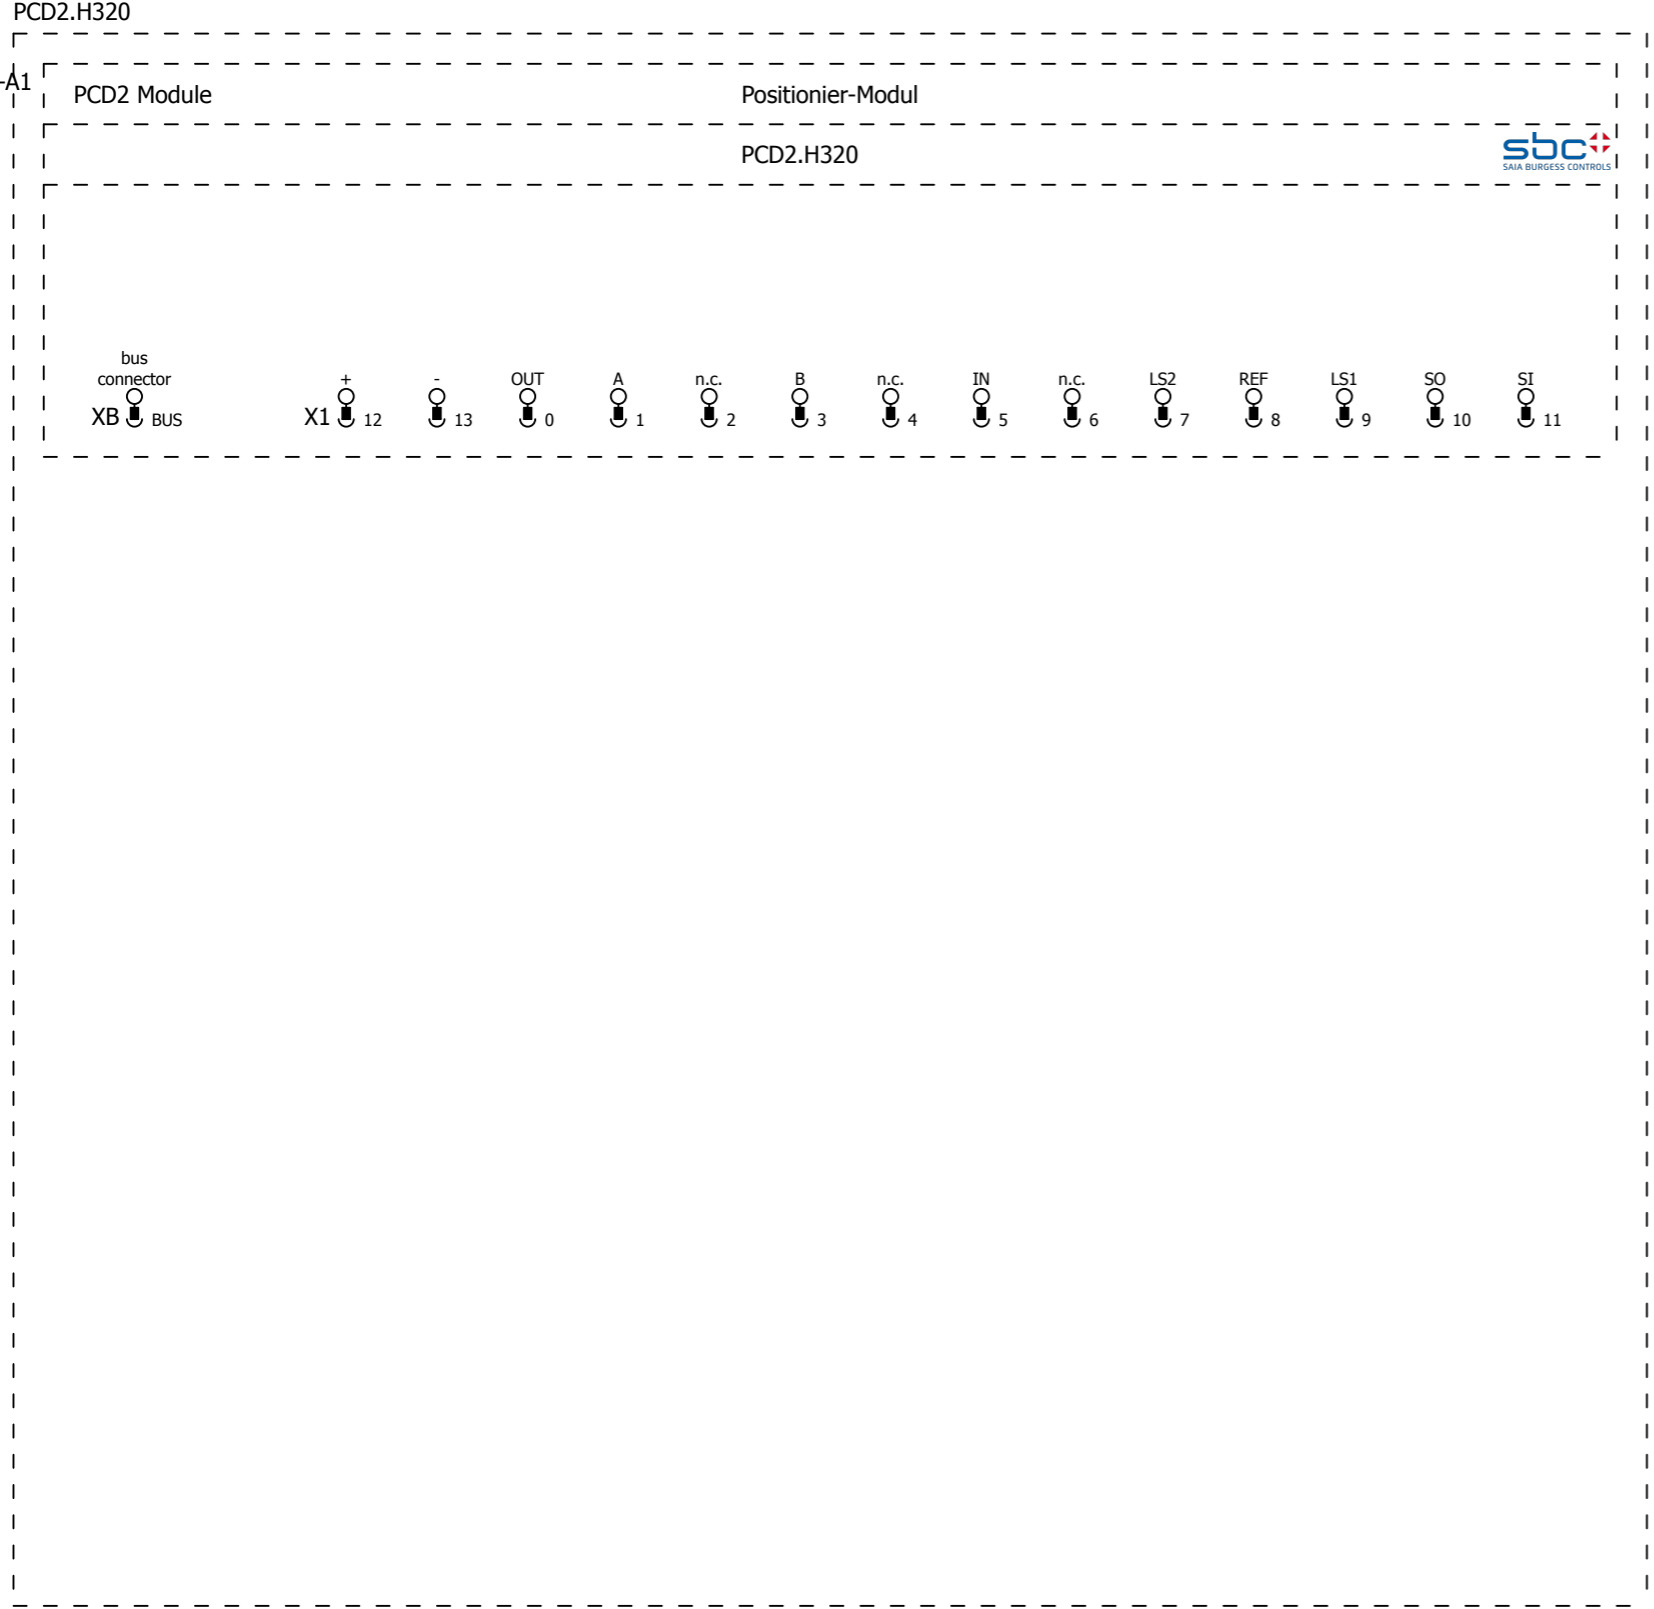 PCD2.H320
-A1
PCD2 Module Positionier-Modul
PCD2.H320
sbc
SAIA BURGESS CONTROLS
bus
connector + - OUT A n.c. B n.c. IN n.c. LS2 REF LS1 SO SI
XB BUS X1 12 13 0 1 2 3 4 5 6 7 8 9 10 11